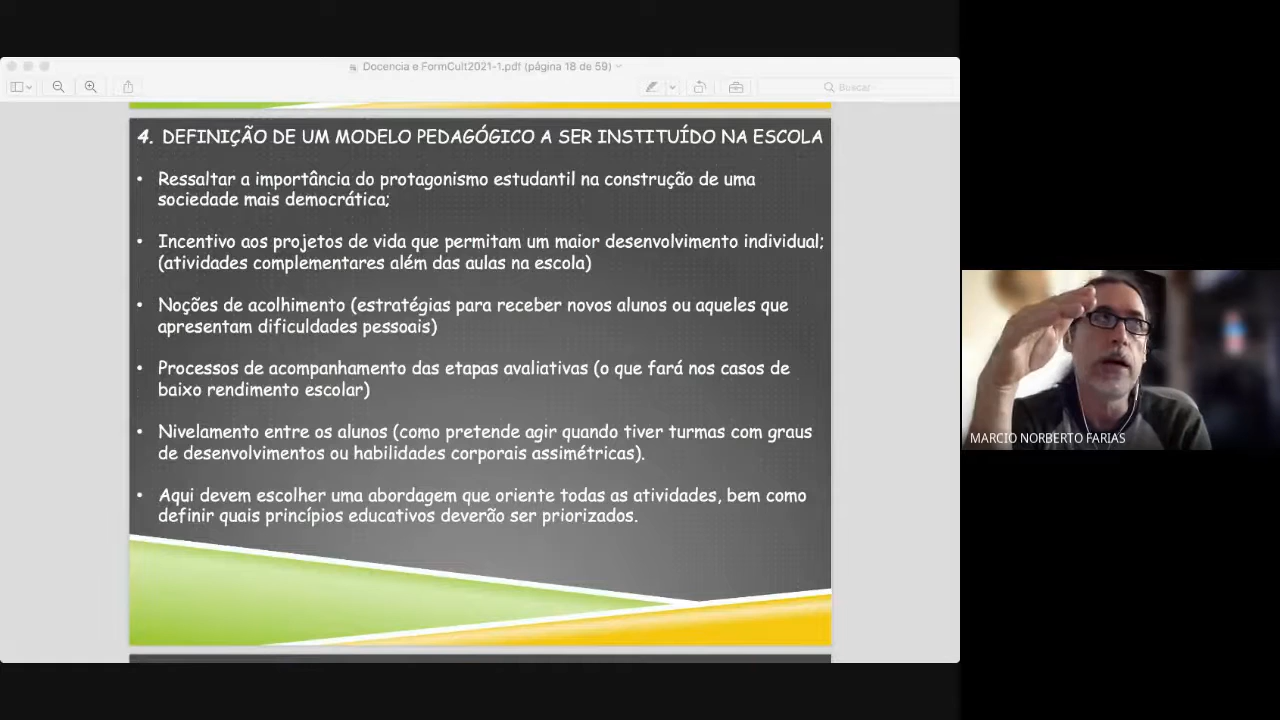 Docencia e FormCult2021-1.pdf (página 18 de 59)
Buscar
4. DEFINIÇÃO DE UM MODELO PEDAGÓGICO A SER INSTITUÍDO NA ESCOLA
• Ressaltar a importância do protagonismo estudantil na construção de uma
sociedade mais democrática;
• Incentivo aos projetos de vida que permitam um maior desenvolvimento individual;
(atividades complementares além das aulas na escola)
• Noções de acolhimento (estratégias para receber novos alunos ou aqueles que
apresentam dificuldades pessoais)
• Processos de acompanhamento das etapas avaliativas (o que fará nos casos de
baixo rendimento escolar)
• Nivelamento entre os alunos (como pretende agir quando tiver turmas com graus
de desenvolvimentos ou habilidades corporais assimétricas).
• Aqui devem escolher uma abordagem que oriente todas as atividades, bem como
definir quais princípios educativos deverão ser priorizados.
MARCIO NORBERTO FARIAS